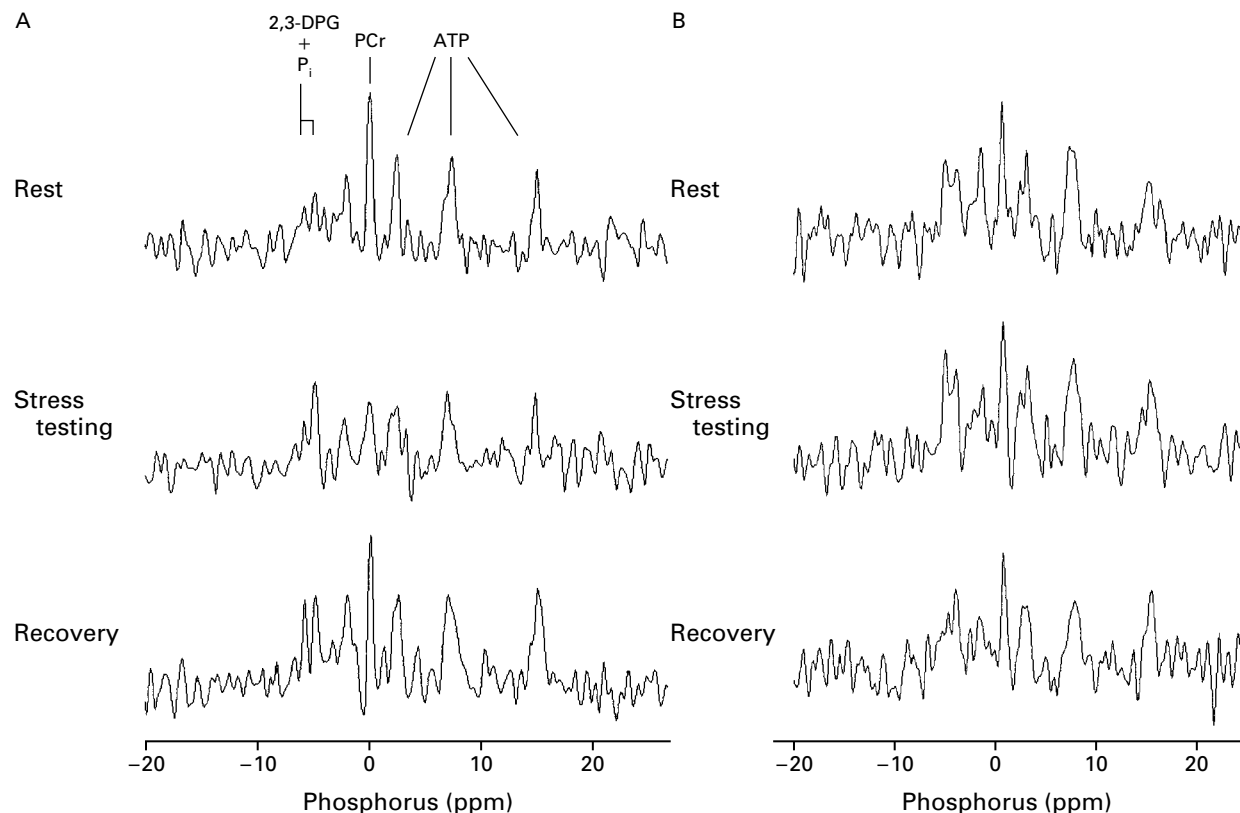 A
2,3-DPG
+
Pi
PCr
ATP
B
Rest
Rest
Stress
testing
Stress
testing
Recovery
Recovery
−20 −10 0 10 20
−20 −10 0 10 20
Phosphorus (ppm)
Phosphorus (ppm)